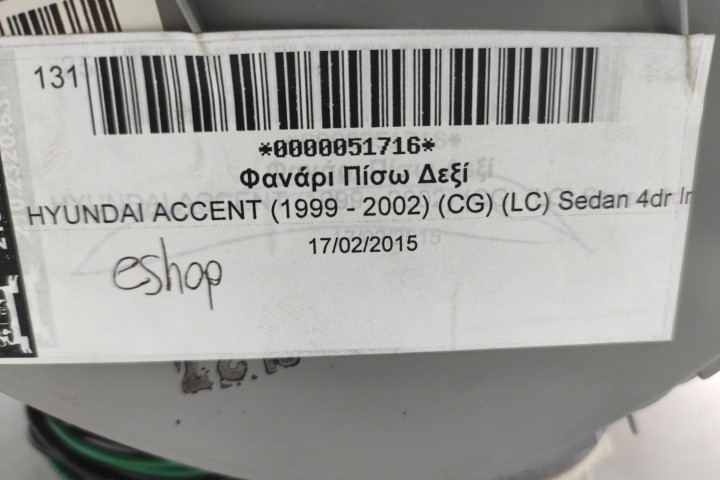 131
*0000051716*
Φανάρι Πίσω Δεξί
HYUNDAI ACCENT (1999 - 2002) (CG) (LC) Sedan 4dr
17/02/2015
eshop